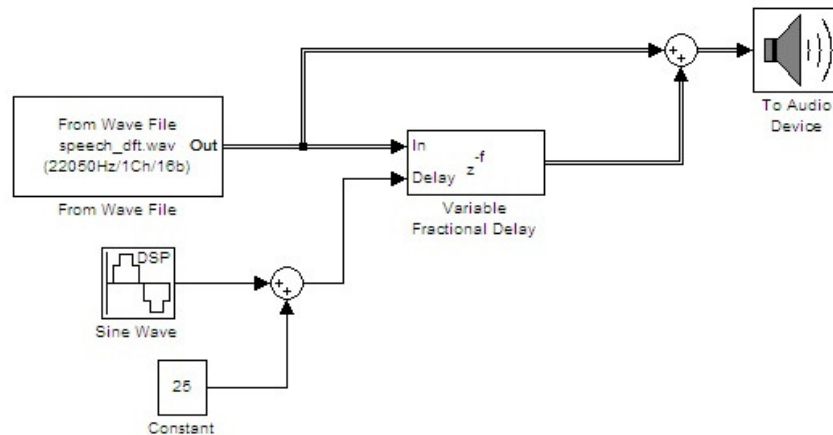 To Audio
Device
From Wave File
speech_dft.wav
(22050Hz/1Ch/16b)
Out
From Wave File
In
Delay
z
-f
Variable
Fractional Delay
DSP
Sine Wave
25
Constant
+
+
+
+